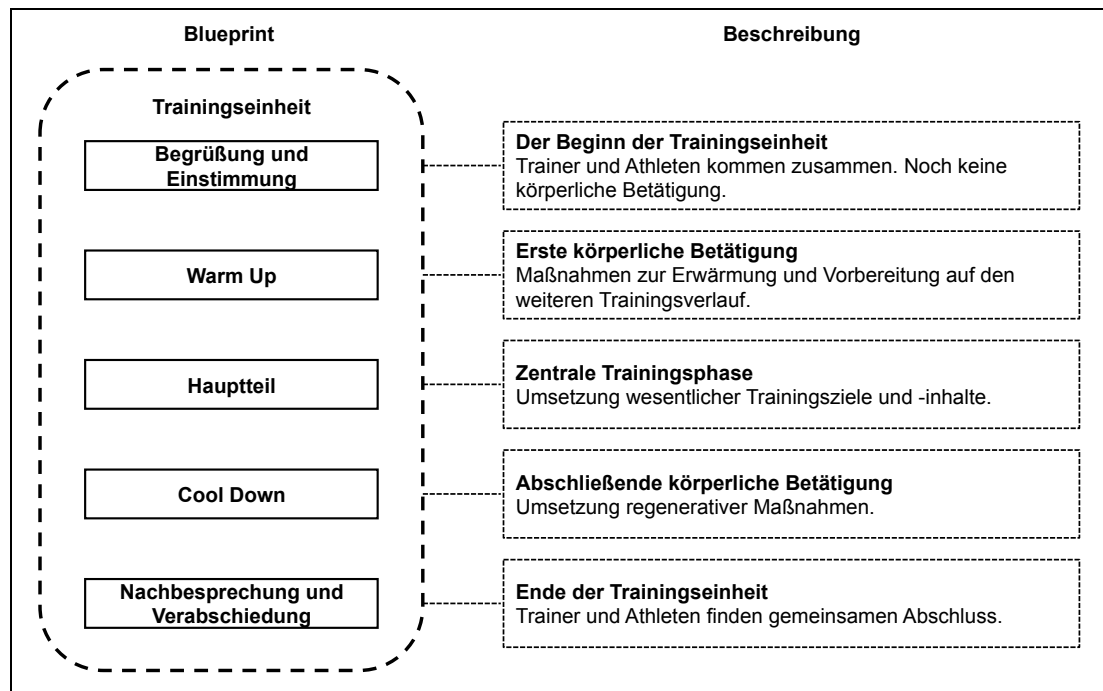 Blueprint
Beschreibung
Trainingseinheit
Begrüßung und
Einstimmung
Der Beginn der Trainingseinheit
Trainer und Athleten kommen zusammen. Noch keine
körperliche Betätigung.
Warm Up
Erste körperliche Betätigung
Maßnahmen zur Erwärmung und Vorbereitung auf den
weiteren Trainingsverlauf.
Hauptteil
Zentrale Trainingsphase
Umsetzung wesentlicher Trainingsziele und -inhalte.
Cool Down
Abschließende körperliche Betätigung
Umsetzung regenerativer Maßnahmen.
Nachbesprechung und
Verabschiedung
Ende der Trainingseinheit
Trainer und Athleten finden gemeinsamen Abschluss.